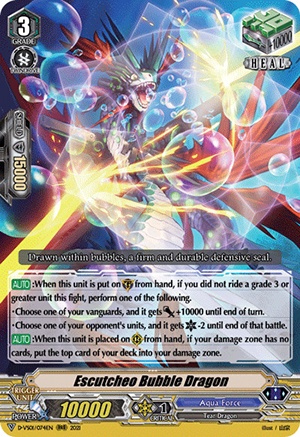 3
GRADE
+10000
HEAL
15000
Drawn within bubbles, a firm and durable defensive seal.
AUTO:When this unit is put on from hand, if you did not ride a grade 3 or
greater unit this fight, perform one of the following.
·Choose one of your vanguards, and it gets +10000 until end of turn.
·Choose one of your opponent's units, and it gets -2 until end of that battle.
AUTO:When this unit is placed on from hand, if your damage zone has no
cards, put the top card of your deck into your damage zone.
TRIGGER
UNIT
Escutcheo Bubble Dragon
POWER
10000
1
CRITICAL
Aqua Force
Tear Dragon
D-VS01/074EN
2021